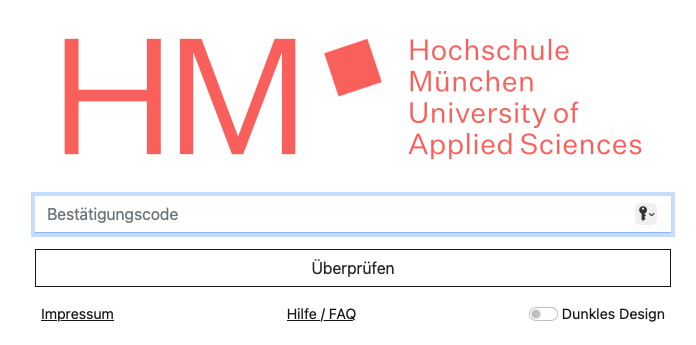 HM
Hochschule
München
University of
Applied Sciences
Bestätigungscode
Überprüfen
Impressum Hilfe / FAQ Dunkles Design